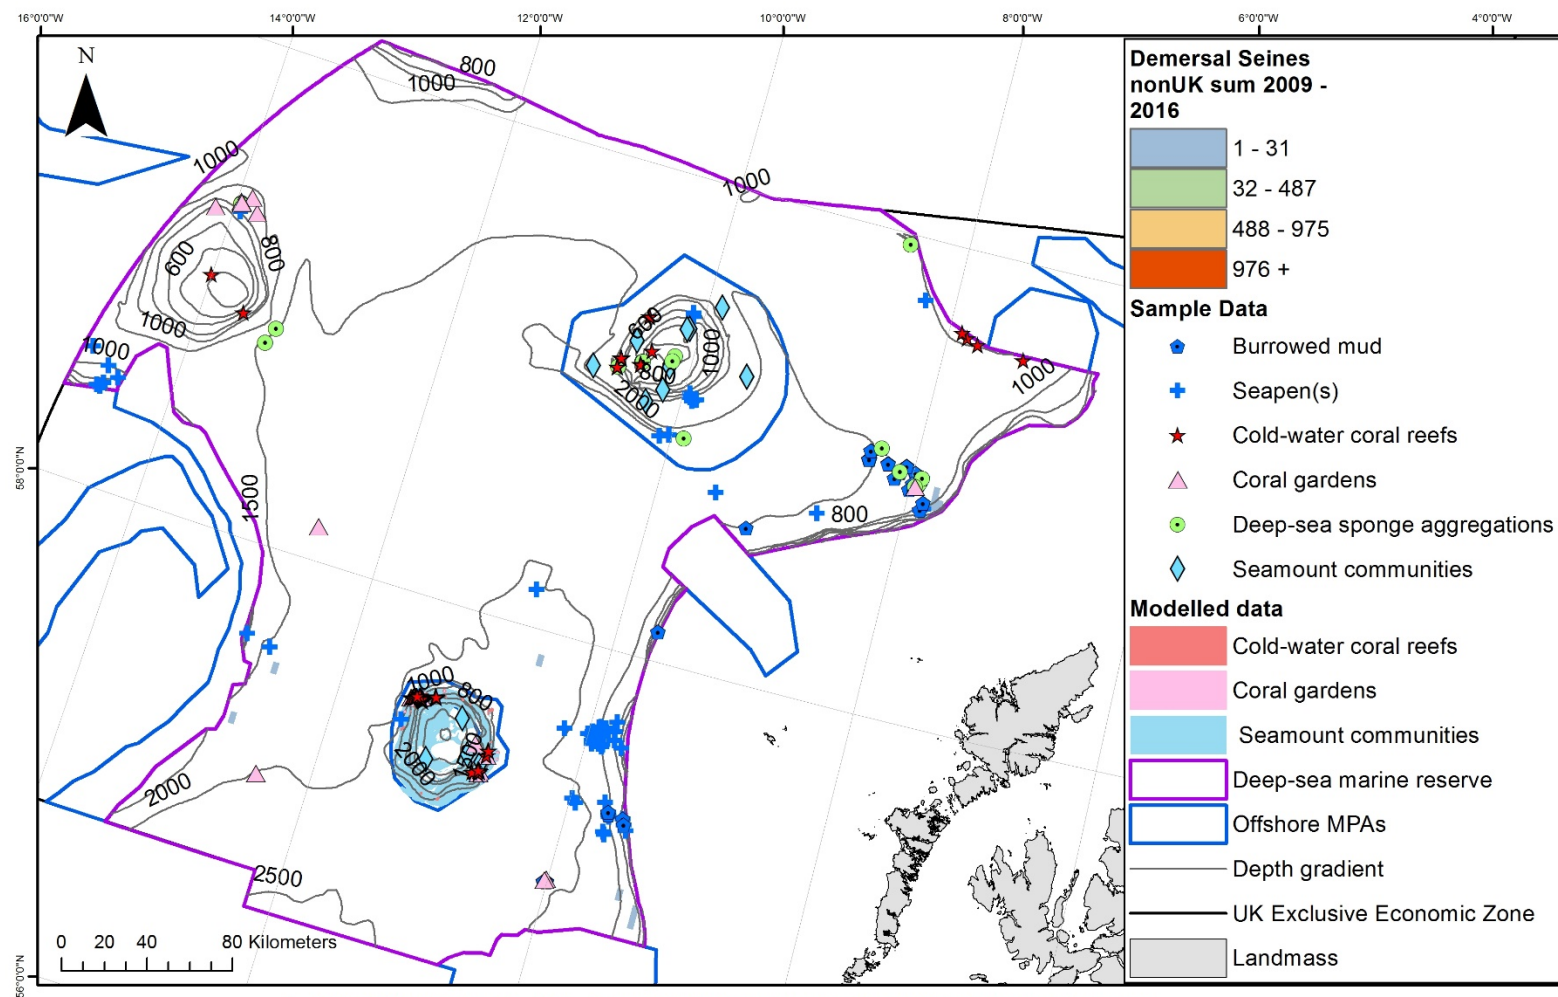 16°0'0"W 14°0'0"W 12°0'0"W 10°0'0"W 8°0'0"W 6°0'0"W 4°0'0"W
N
58°0'0"N
56°0'0"N
800
1000
1000
1000
600
800
1000
1000
600
1000
800
2000
1000
1500
800
1000
800
2000
2000
2500
0 20 40 80 Kilometers
Demersal Seines
nonUK sum 2009 -
2016
1 - 31
32 - 487
488 - 975
976 +
Sample Data
Burrowed mud
Seapen(s)
Cold-water coral reefs
Coral gardens
Deep-sea sponge aggregations
Seamount communities
Modelled data
Cold-water coral reefs
Coral gardens
Seamount communities
Deep-sea marine reserve
Offshore MPAs
Depth gradient
UK Exclusive Economic Zone
Landmass